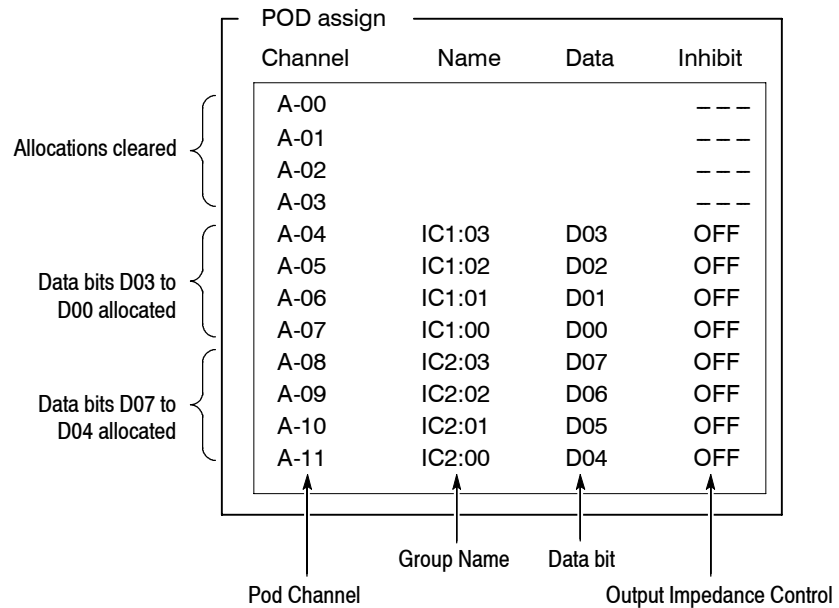 POD assign
Channel Name Data Inhibit
A-00 – – –
A-01 – – –
A-02 – – –
A-03 – – –
Allocations cleared
A-04 IC1:03 D03 OFF
A-05 IC1:02 D02 OFF
A-06 IC1:01 D01 OFF
A-07 IC1:00 D00 OFF
Data bits D03 to
D00 allocated
A-08 IC2:03 D07 OFF
A-09 IC2:02 D06 OFF
A-10 IC2:01 D05 OFF
A-11 IC2:00 D04 OFF
Data bits D07 to
D04 allocated
Group Name Data bit
Pod Channel Output Impedance Control